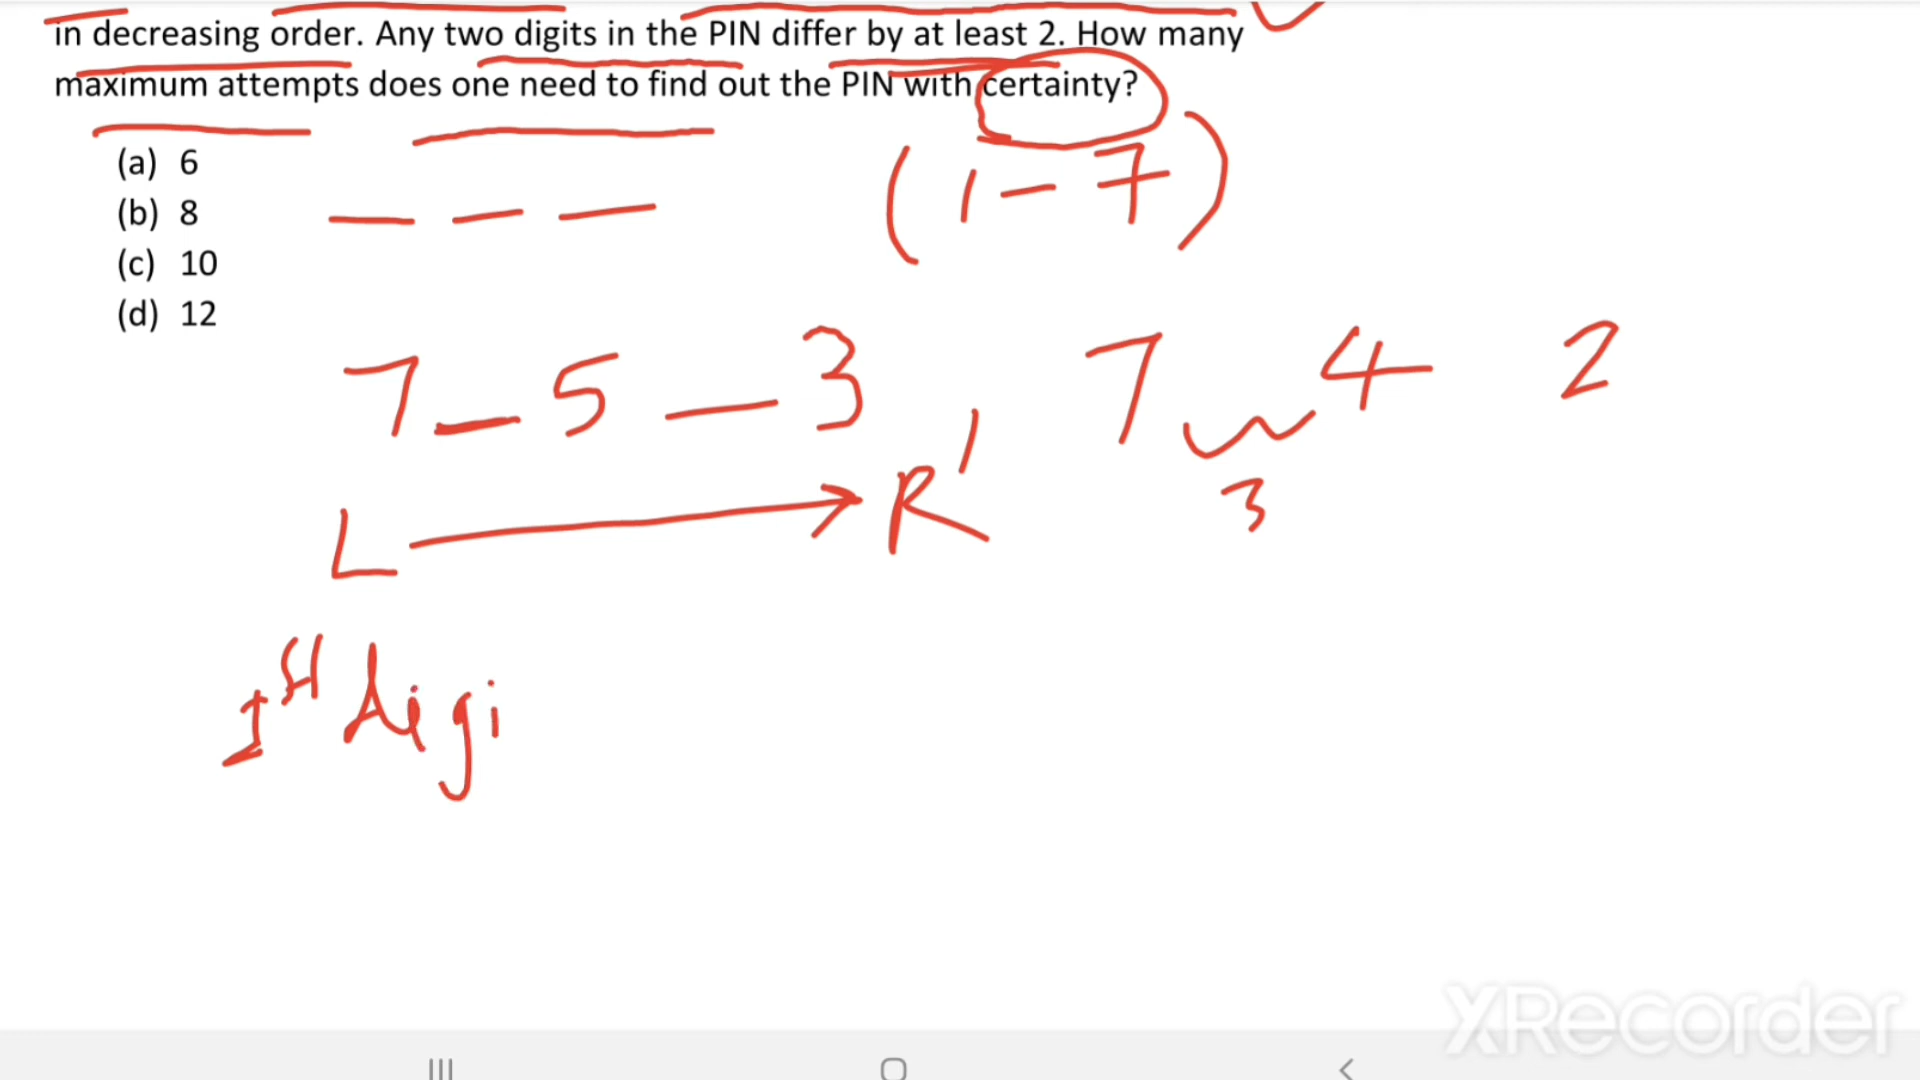 in decreasing order. Any two digits in the PIN differ by at least 2. How many
maximum attempts does one need to find out the PIN with certainty?
(a) 6
(b) 8
(c) 10
(d) 12
(1-7)
7-5-3, 7 4 2
3
L → R
1st digi
XRecorder